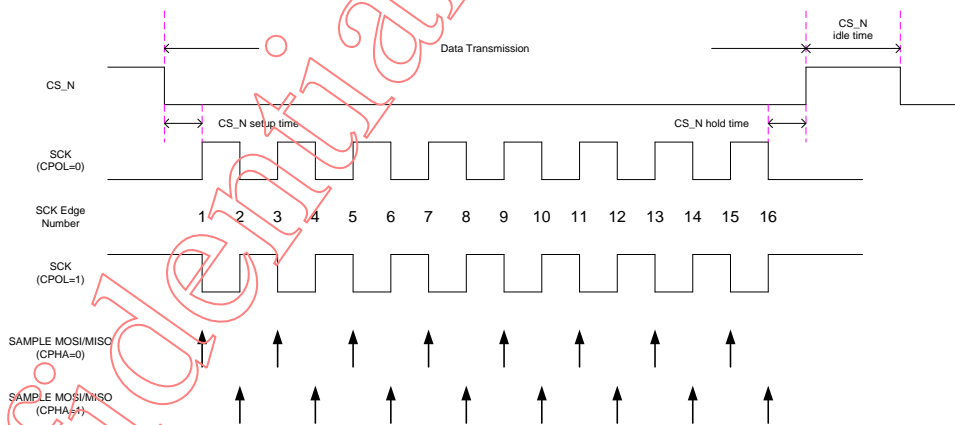 CS_N
idle time
Data Transmission
CS_N
CS_N setup time
CS_N hold time
SCK
(CPOL=0)
SCK Edge
Number
1 2 3 4 5 6 7 8 9 10 11 12 13 14 15 16
SCK
(CPOL=1)
SAMPLE MOSI/MISO
(CPHA=0)
SAMPLE MOSI/MISO
(CPHA=1)
fidential